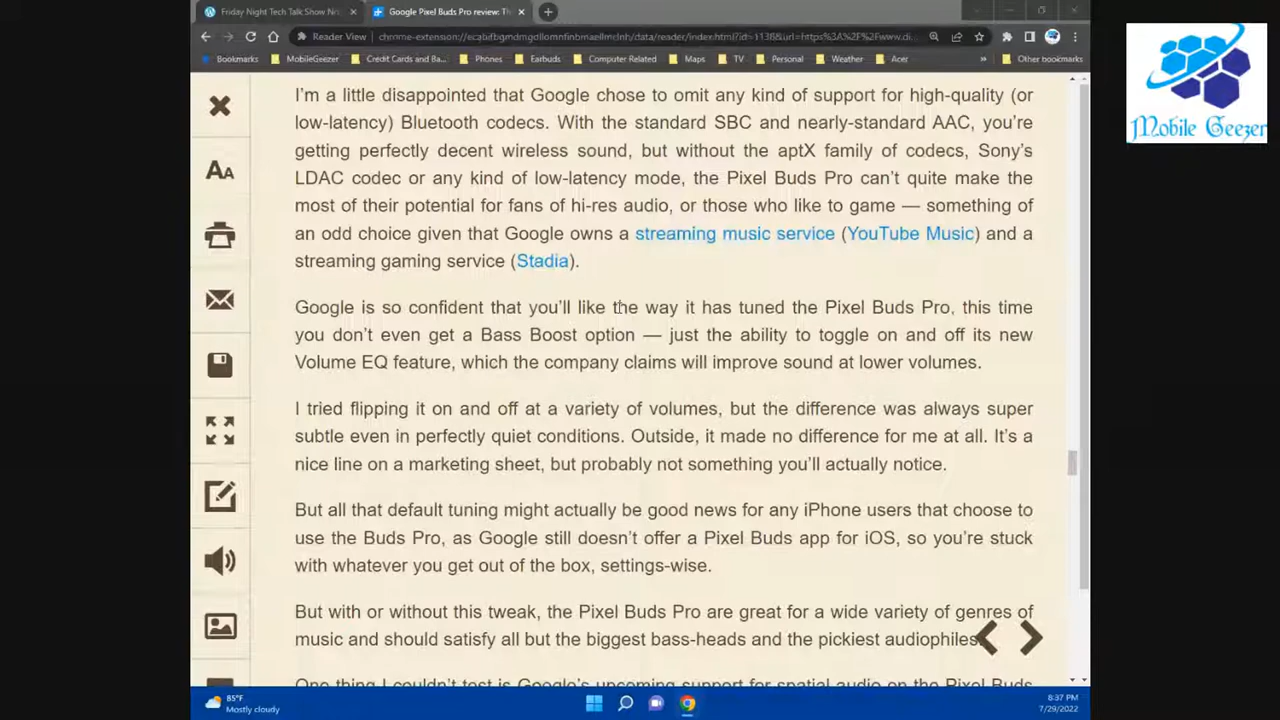 Friday Night Tech Talk Show No
Google Pixel Buds Pro review: Th
Reader View
Bookmarks
MobileGeezer
Credit Cards and Ba...
Phones
Earbuds
Computer Related
Maps
TV
Personal
Weather
Acer
Other bookmarks
Mobile Geezer
I'm a little disappointed that Google chose to omit any kind of support for high-quality (or
low-latency) Bluetooth codecs. With the standard SBC and nearly-standard AAC, you're
getting perfectly decent wireless sound, but without the aptX family of codecs, Sony's
LDAC codec or any kind of low-latency mode, the Pixel Buds Pro can't quite make the
most of their potential for fans of hi-res audio, or those who like to game — something of
an odd choice given that Google owns a streaming music service (YouTube Music) and a
streaming gaming service (Stadia).
Google is so confident that you'll like the way it has tuned the Pixel Buds Pro, this time
you don't even get a Bass Boost option — just the ability to toggle on and off its new
Volume EQ feature, which the company claims will improve sound at lower volumes.
I tried flipping it on and off at a variety of volumes, but the difference was always super
subtle even in perfectly quiet conditions. Outside, it made no difference for me at all. It's a
nice line on a marketing sheet, but probably not something you'll actually notice.
But all that default tuning might actually be good news for any iPhone users that choose to
use the Buds Pro, as Google still doesn't offer a Pixel Buds app for iOS, so you're stuck
with whatever you get out of the box, settings-wise.
But with or without this tweak, the Pixel Buds Pro are great for a wide variety of genres of
music and should satisfy all but the biggest bass-heads and the pickiest audiophiles
One thing I couldn't test is Google's upcoming support for spatial audio on the Pixel Buds
85°F
Mostly cloudy
8:37 PM
7/29/2022